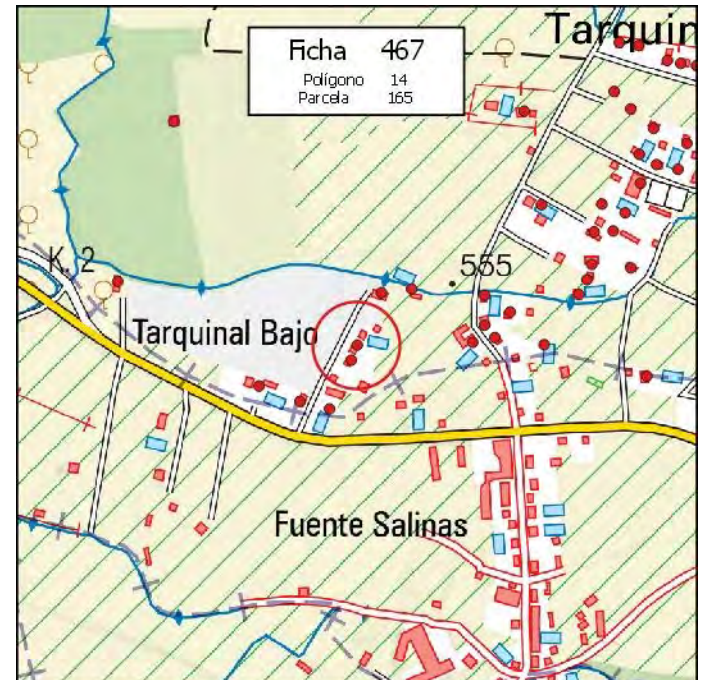 Tarquin
Ficha 467
Polígono 14
Parcela 165
K. 2
555
Tarquinal Bajo
Fuente Salinas